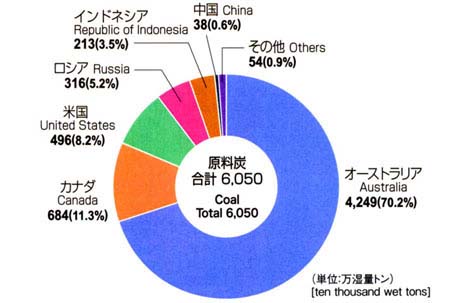 中国 China
38(0.6%)
インドネシア
Republic of Indonesia
213(3.5%)
その他 Others
54(0.9%)
ロシア Russia
316(5.2%)
米国
United States
496(8.2%)
カナダ
Canada
684(11.3%)
原料炭
合計 6,050
Coal
Total 6,050
オーストラリア
Australia
4,249(70.2%)
(単位:万湿量トン)
[ten thousand wet tons]